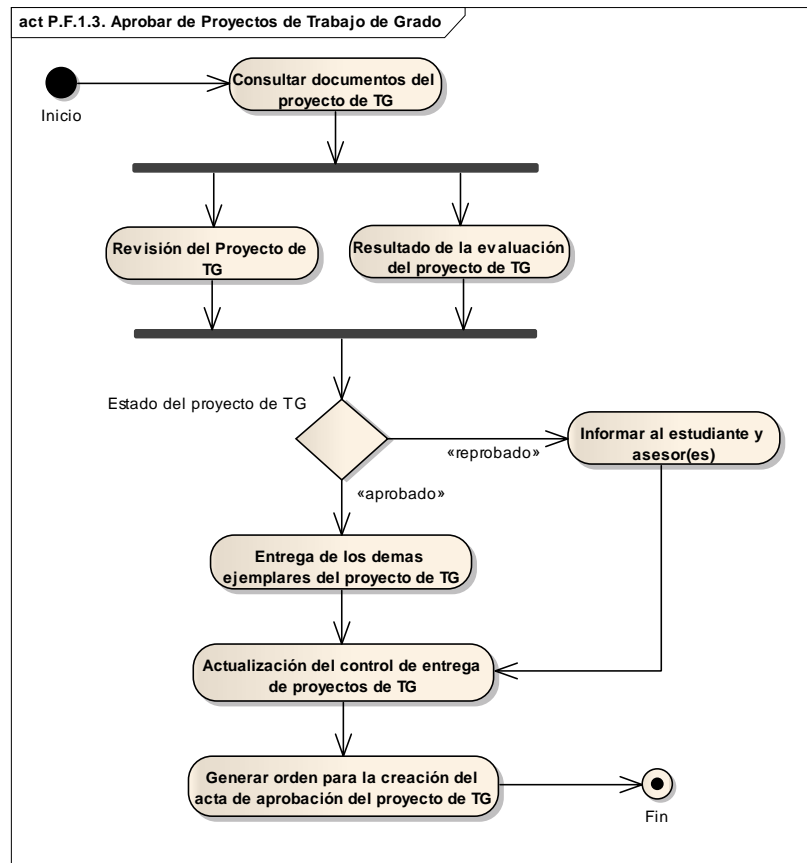 act P.F.1.3. Aprobar de Proyectos de Trabajo de Grado
Consultar documentos del
proyecto de TG
Inicio
Revisión del Proyecto de
TG
Resultado de la evaluación
del proyecto de TG
Estado del proyecto de TG
Informar al estudiante y
asesor(es)
«reprobado»
«aprobado»
Entrega de los demas
ejemplares del proyecto de TG
Actualización del control de entrega
de proyectos de TG
Generar orden para la creación del
acta de aprobación del proyecto de TG
Fin